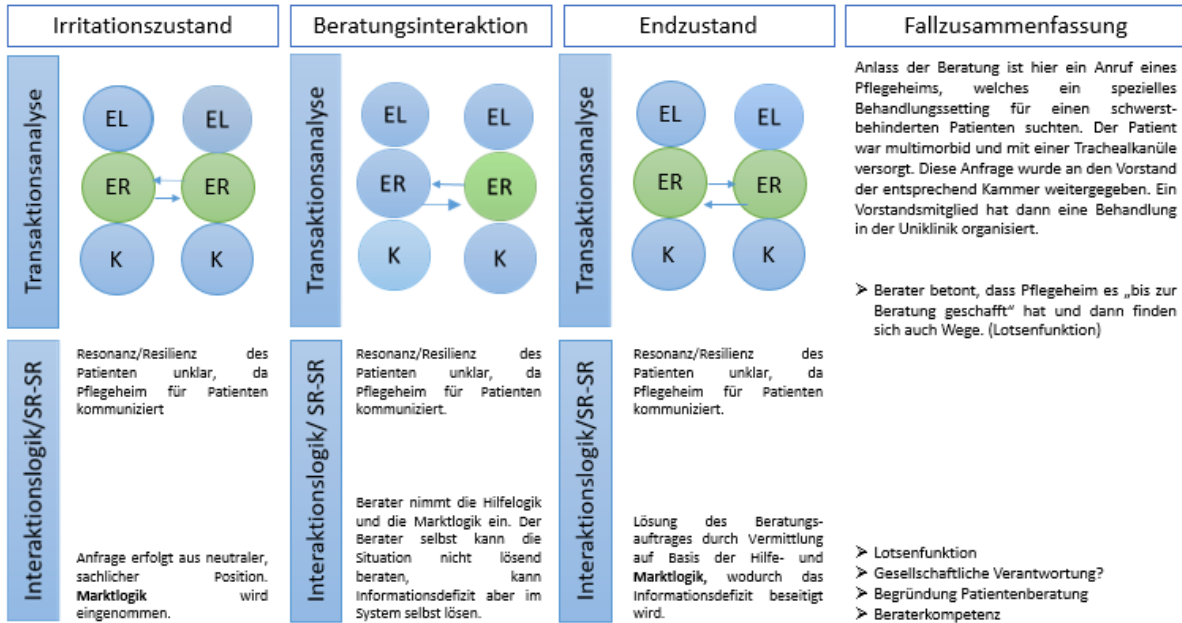 Irritationszustand
Beratungsinteraktion
Endzustand
Fallzusammenfassung
Transaktionsanalyse
EL EL
ER ER
K K
Transaktionsanalyse
EL EL
ER ER
K K
Transaktionsanalyse
EL EL
ER ER
K K
Anlass der Beratung ist hier ein Anruf eines
Pflegeheims, welches ein spezielles
Behandlungssetting für einen schwerst-
behinderten Patienten suchten. Der Patient
war multimorbid und mit einer Trachealkanüle
versorgt. Diese Anfrage wurde an den Vorstand
der entsprechend Kammer weitergegeben. Ein
Vorstandsmitglied hat dann eine Behandlung
in der Uniklinik organisiert.
➢ Berater betont, dass Pflegeheim es „bis zur
Beratung geschafft“ hat und dann finden
sich auch Wege. (Lotsenfunktion)
Interaktionslogik/SR-SR
Resonanz/Resilienz des
Patienten unklar, da
Pflegeheim für Patienten
kommuniziert
Anfrage erfolgt aus neutraler,
sachlicher Position.
Marktlogik wird
eingenommen.
Interaktionslogik/ SR-SR
Resonanz/Resilienz des
Patienten unklar, da
Pflegeheim für Patienten
kommuniziert.
Berater nimmt die Hilfelogik
und die Marktlogik ein. Der
Berater selbst kann die
Situation nicht lösend
beraten, kann
Informationsdefizit aber im
System selbst lösen.
Interaktionslogik/SR-SR
Resonanz/Resilienz des
Patienten unklar, da
Pflegeheim für Patienten
kommuniziert.
Lösung des Beratungs-
auftrages durch Vermittlung
auf Basis der Hilfe- und
Marktlogik, wodurch das
Informationsdefizit beseitigt
wird.
➢ Lotsenfunktion
➢ Gesellschaftliche Verantwortung?
➢ Begründung Patientenberatung
➢ Beraterkompetenz